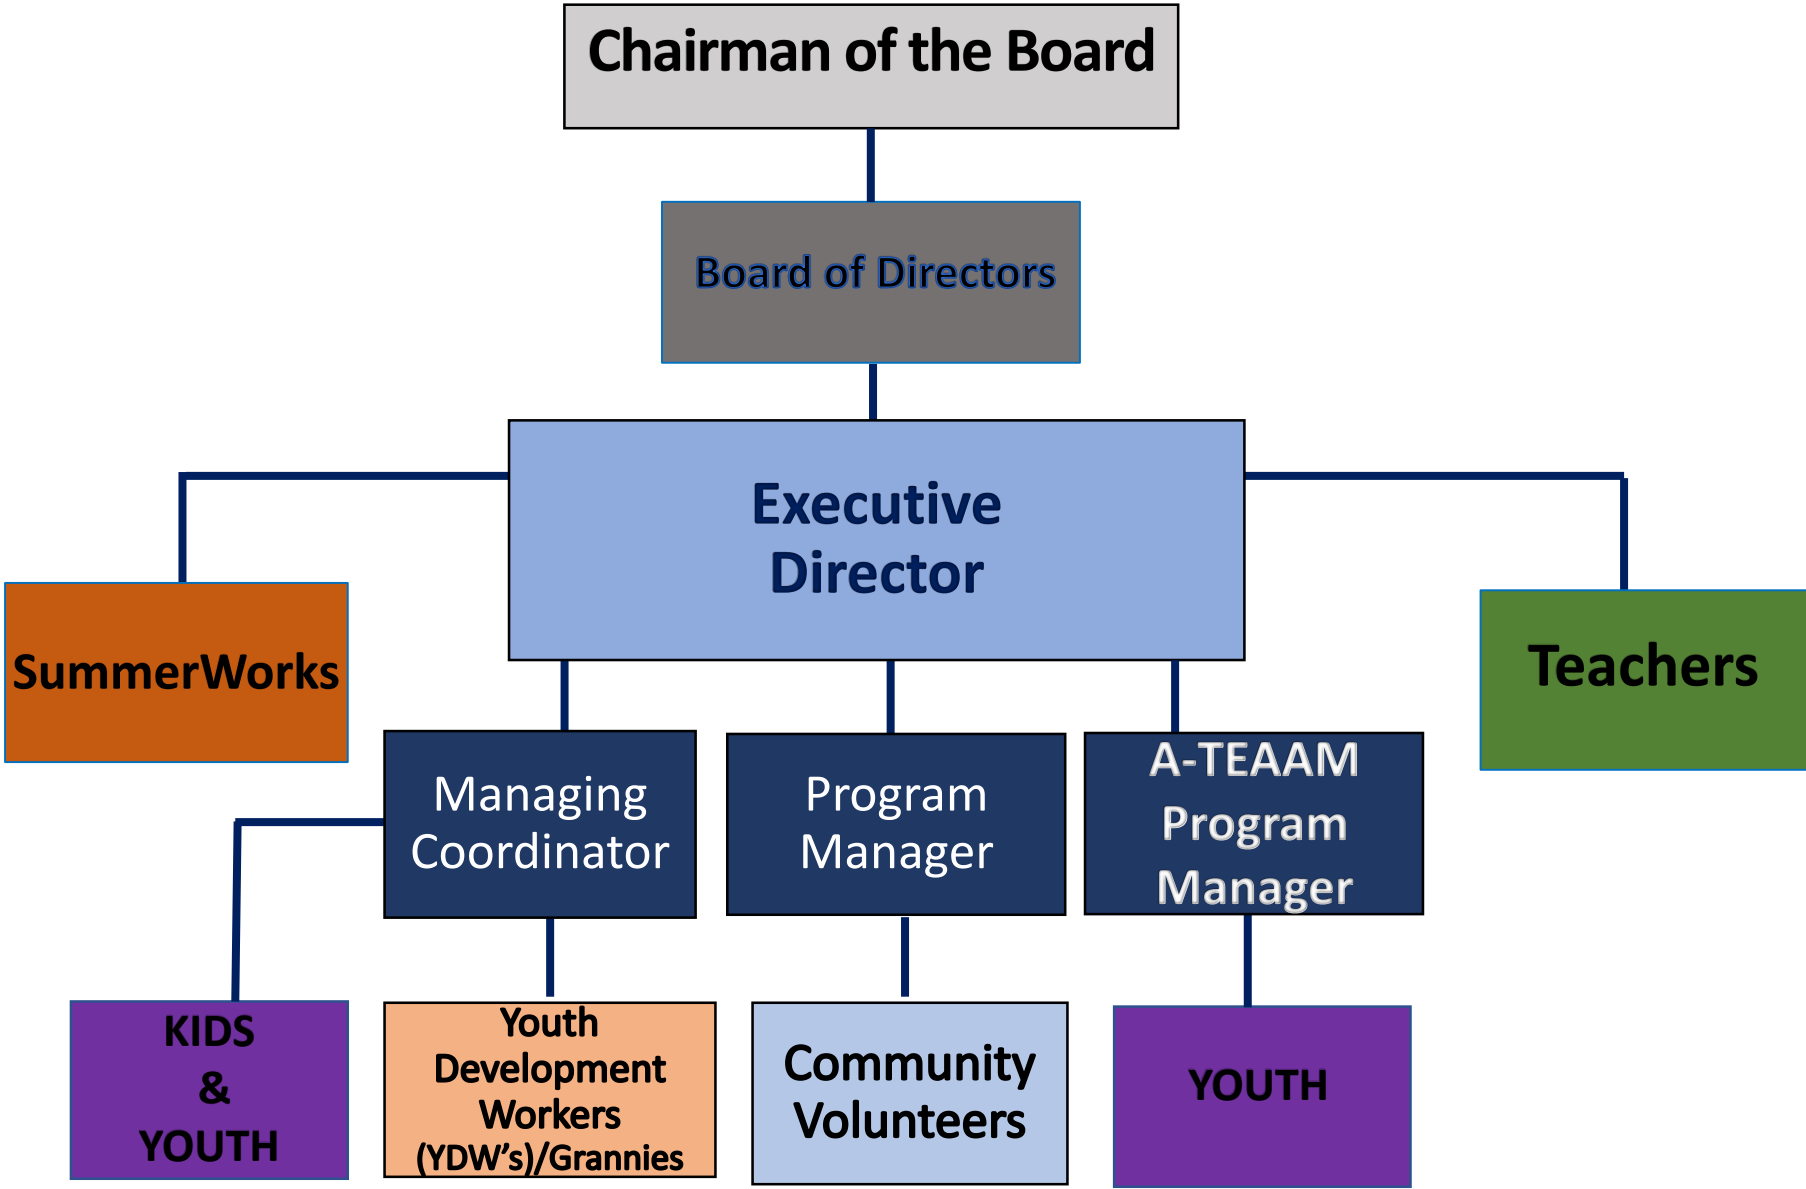 Chairman of the Board
Board of Directors
Executive
Director
SummerWorks
Teachers
Managing
Coordinator
Program
Manager
A-TEAAM
Program
Manager
KIDS
&
YOUTH
Youth
Development
Workers
(YDW’s)/Grannies
Community
Volunteers
YOUTH